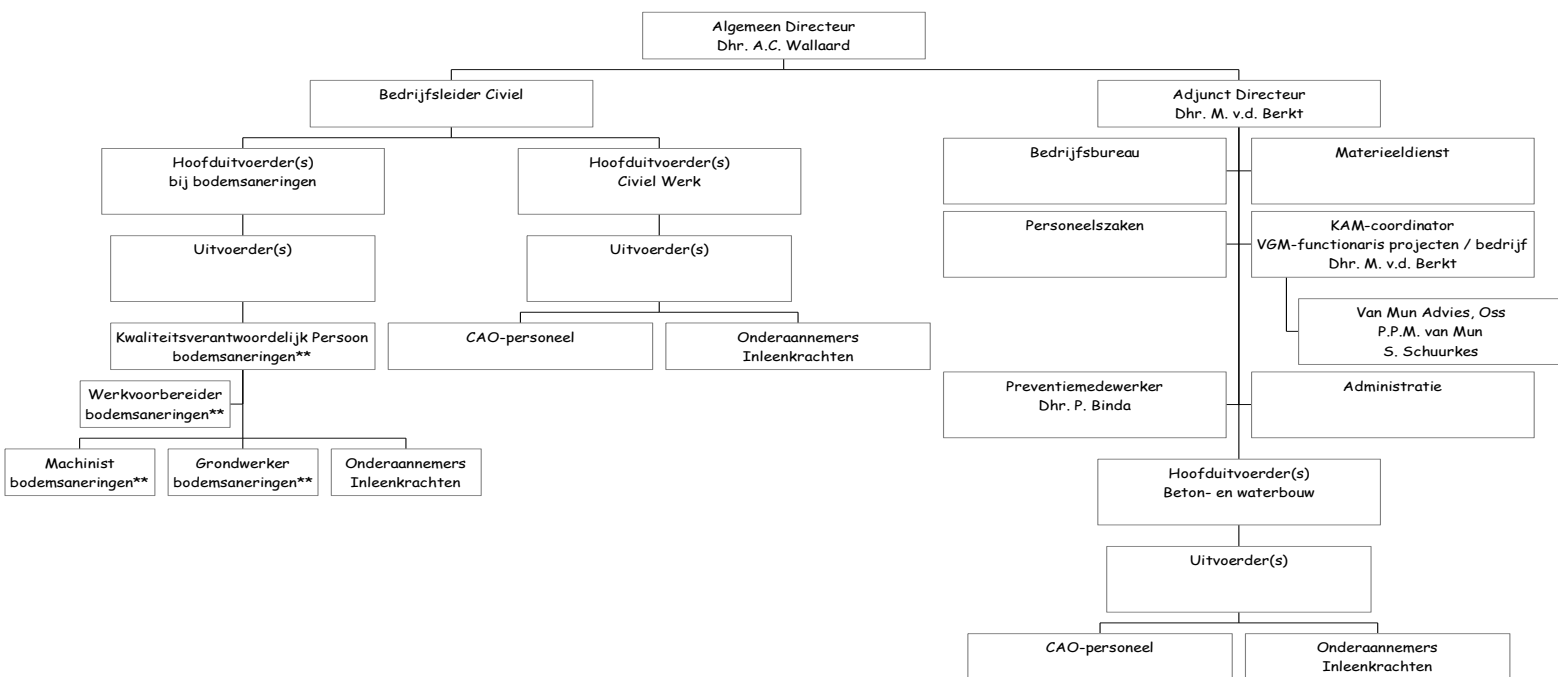 Algemeen Directeur
Dhr. A.C. Wallaard
Bedrijfsleider Civiel
Adjunct Directeur
Dhr. M. v.d. Berkt
Hoofduitvoerder(s)
bij bodemsaneringen
Hoofduitvoerder(s)
Civiel Werk
Bedrijfsbureau
Materieeldienst
Uitvoerder(s)
Uitvoerder(s)
Personeelszaken
KAM-coordinator
VGM-functionaris projecten / bedrijf
Dhr. M. v.d. Berkt
Kwaliteitsverantwoordelijk Persoon
bodemsaneringen**
CAO-personeel
Onderaannemers
Inleenkrachten
Van Mun Advies, Oss
P.P.M. van Mun
S. Schuurkes
Werkvoorbereider
bodemsaneringen**
Preventiemedewerker
Dhr. P. Binda
Administratie
Machinist
bodemsaneringen**
Grondwerker
bodemsaneringen**
Onderaannemers
Inleenkrachten
Hoofduitvoerder(s)
Beton- en waterbouw
Uitvoerder(s)
CAO-personeel
Onderaannemers
Inleenkrachten